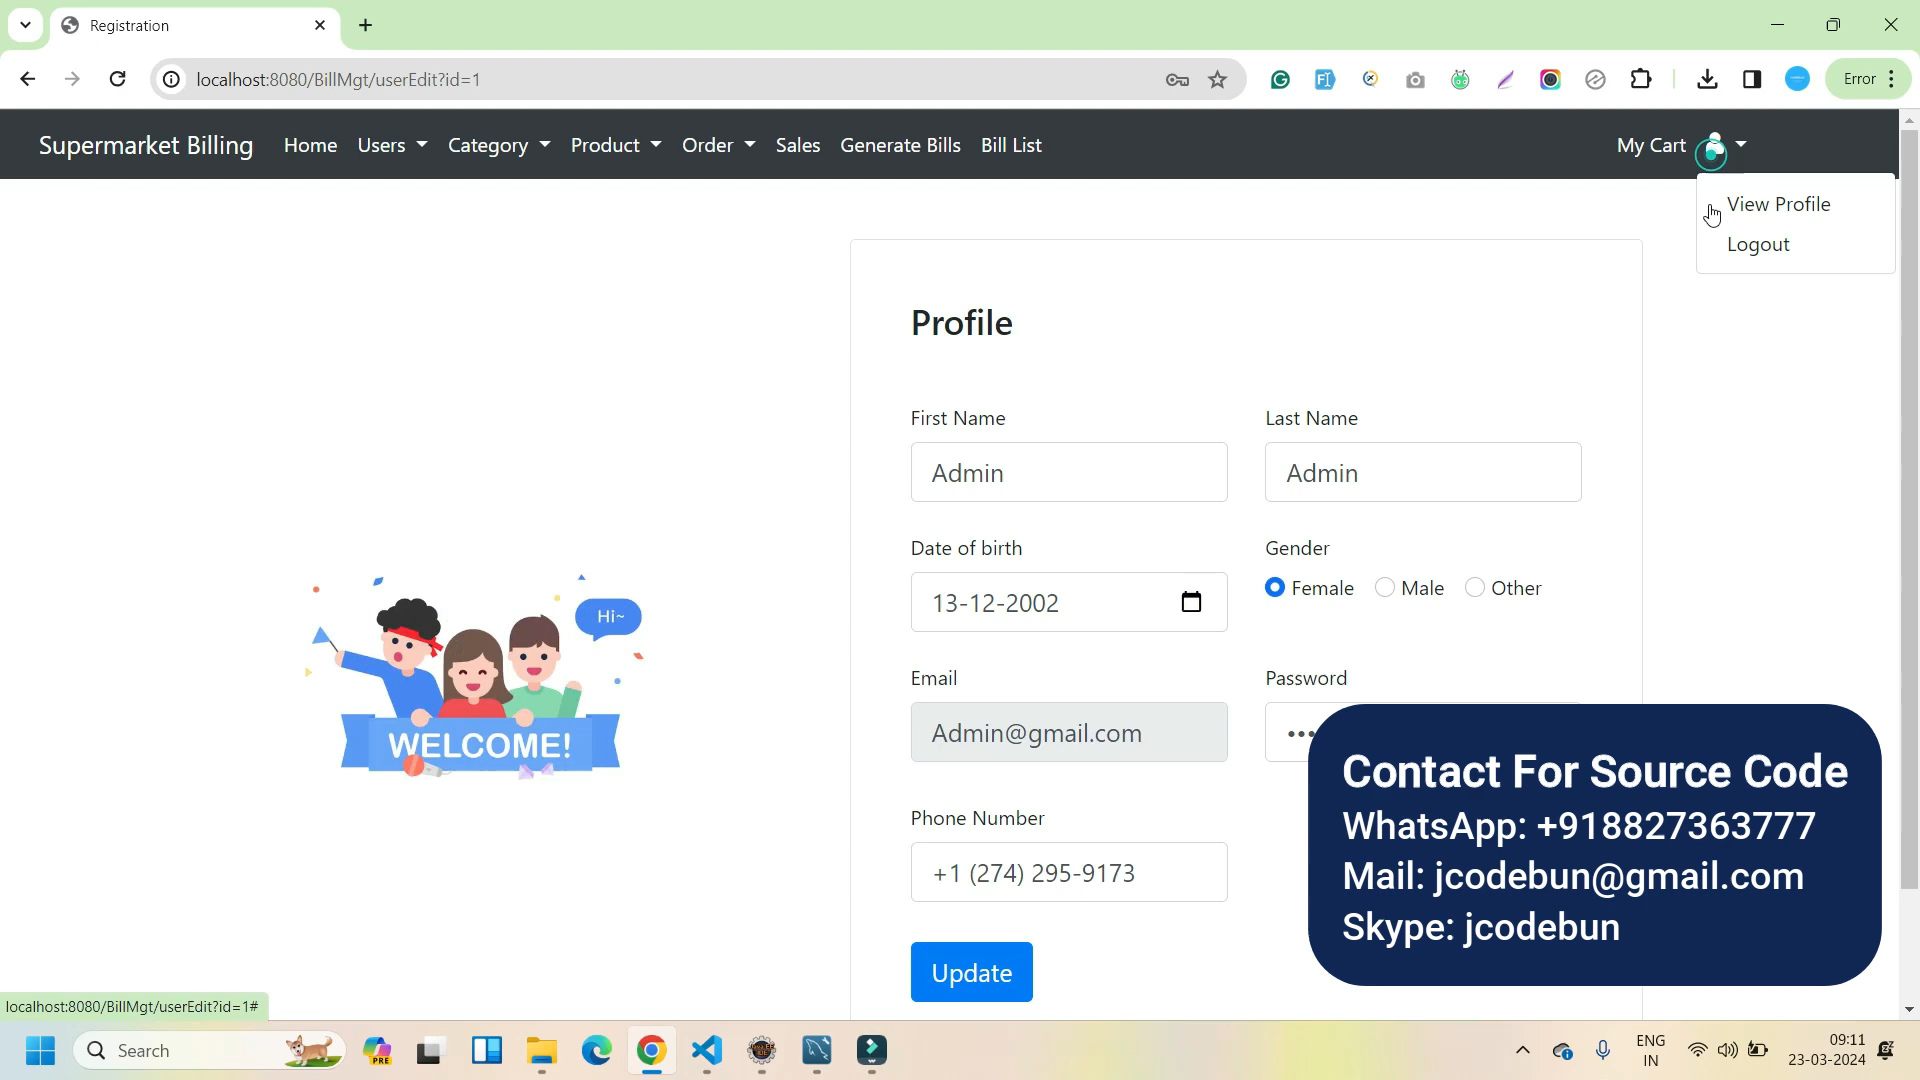 Registration
localhost:8080/BillMgt/userEdit?id=1
Error
Supermarket Billing Home Users Category Product Order Sales Generate Bills Bill List My Cart
View Profile
Logout
Profile
First Name Last Name
Admin Admin
Date of birth Gender
13-12-2002 Female Male Other
Hi~
WELCOME!
Email Password
Admin@gmail.com •••
Phone Number
+1 (274) 295-9173
Update
Contact For Source Code
WhatsApp: +918827363777
Mail: jcodebun@gmail.com
Skype: jcodebun
localhost:8080/BillMgt/userEdit?id=1#
Search
PRE
ENG
IN
09:11
23-03-2024